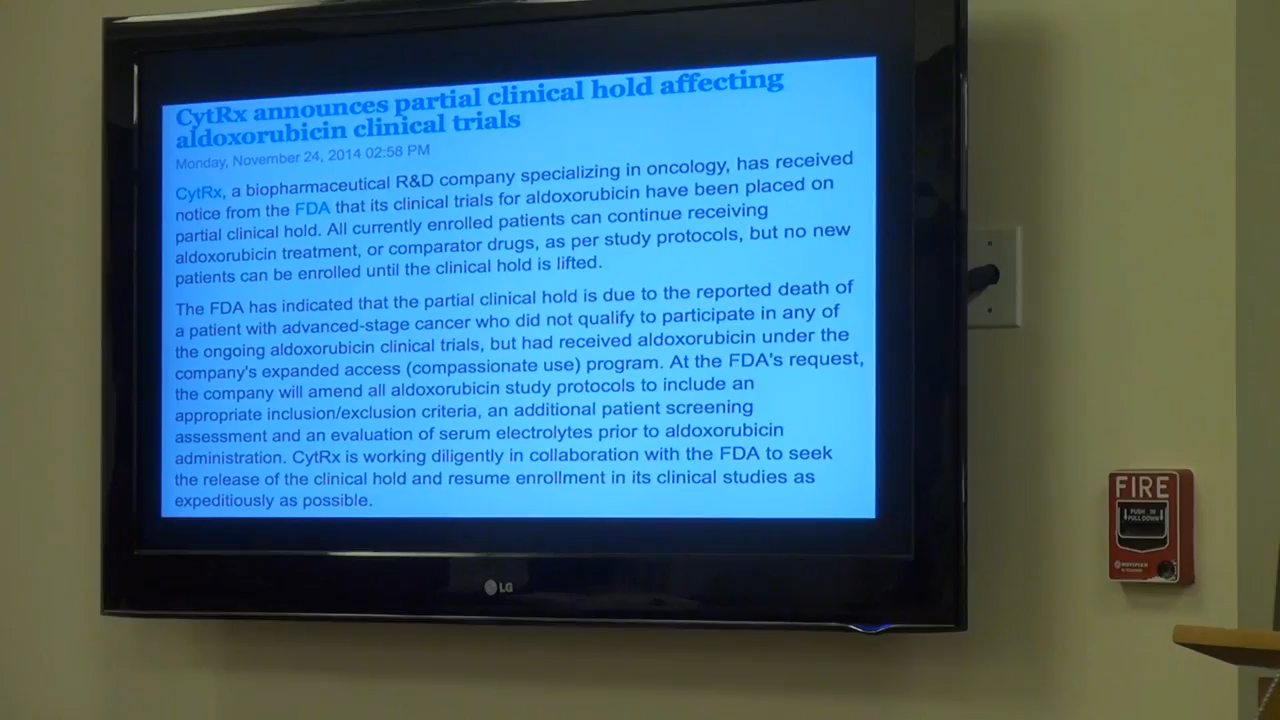 CytRx announces partial clinical hold affecting
aldoxorubicin clinical trials
Monday, November 24, 2014 02:58 PM
CytRx, a biopharmaceutical R&D company specializing in oncology, has received
notice from the FDA that its clinical trials for aldoxorubicin have been placed on
partial clinical hold. All currently enrolled patients can continue receiving
aldoxorubicin treatment, or comparator drugs, as per study protocols, but no new
patients can be enrolled until the clinical hold is lifted.
The FDA has indicated that the partial clinical hold is due to the reported death of
a patient with advanced-stage cancer who did not qualify to participate in any of
the ongoing aldoxorubicin clinical trials, but had received aldoxorubicin under the
company's expanded access (compassionate use) program. At the FDA's request,
the company will amend all aldoxorubicin study protocols to include an
appropriate inclusion/exclusion criteria, an additional patient screening
assessment and an evaluation of serum electrolytes prior to aldoxorubicin
administration. CytRx is working diligently in collaboration with the FDA to seek
the release of the clinical hold and resume enrollment in its clinical studies as
expeditiously as possible.
LG
FIRE
PUSH IN
PULL DOWN
NOTIFIER